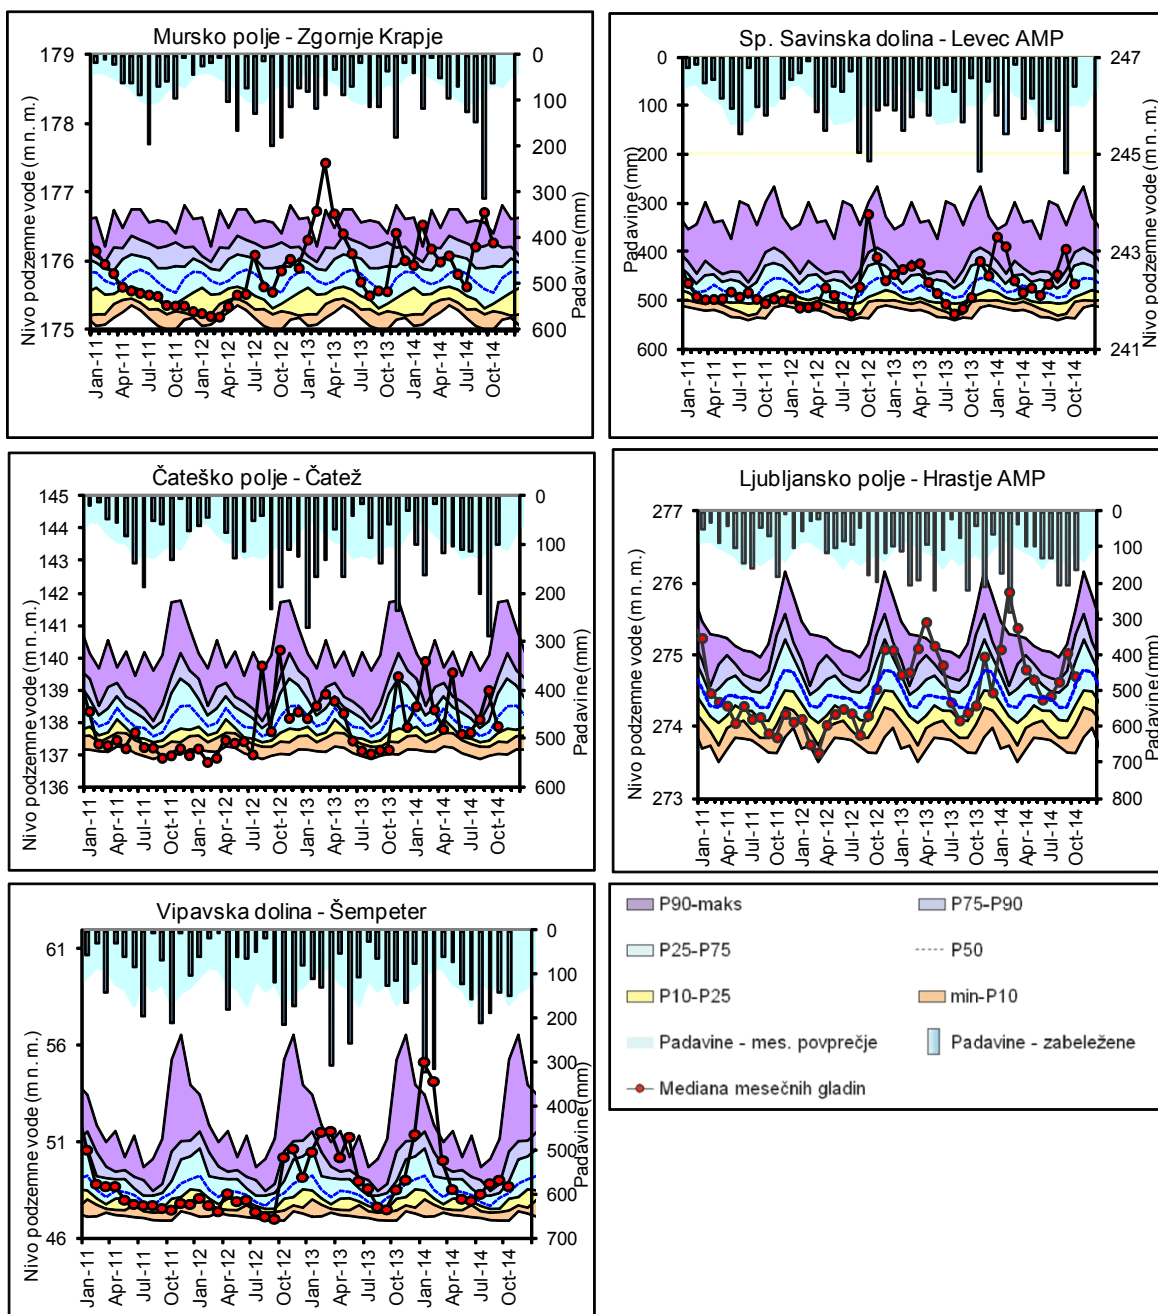 Mursko polje - Zgornje Krapje
Nivo podzemne vode (m n. m.)
179
178
177
176
175
0
100
200
300
400
500
600
Padavine (mm)
Jan-11
Apr-11
Jul-11
Oct-11
Jan-12
Apr-12
Jul-12
Oct-12
Jan-13
Apr-13
Jul-13
Oct-13
Jan-14
Apr-14
Jul-14
Oct-14
Sp. Savinska dolina - Levec AMP
Padavine (mm)
0
100
200
300
400
500
600
247
245
243
241
Nivo podzemne vode (m n. m.)
Jan-11
Apr-11
Jul-11
Oct-11
Jan-12
Apr-12
Jul-12
Oct-12
Jan-13
Apr-13
Jul-13
Oct-13
Jan-14
Apr-14
Jul-14
Oct-14
Čateško polje - Čatež
Nivo podzemne vode (m n. m.)
145
144
143
142
141
140
139
138
137
136
0
100
200
300
400
500
600
Padavine (mm)
Jan-11
Apr-11
Jul-11
Oct-11
Jan-12
Apr-12
Jul-12
Oct-12
Jan-13
Apr-13
Jul-13
Oct-13
Jan-14
Apr-14
Jul-14
Oct-14
Ljubljansko polje - Hrastje AMP
Nivo podzemne vode (m n. m.)
277
276
275
274
273
0
100
200
300
400
500
600
700
800
Padavine (mm)
Jan-11
Apr-11
Jul-11
Oct-11
Jan-12
Apr-12
Jul-12
Oct-12
Jan-13
Apr-13
Jul-13
Oct-13
Jan-14
Apr-14
Jul-14
Oct-14
Vipavska dolina - Šempeter
Nivo podzemne vode (m n. m.)
61
56
51
46
0
100
200
300
400
500
600
700
Padavine (mm)
Jan-11
Apr-11
Jul-11
Oct-11
Jan-12
Apr-12
Jul-12
Oct-12
Jan-13
Apr-13
Jul-13
Oct-13
Jan-14
Apr-14
Jul-14
Oct-14
P90-maks
P75-P90
P25-P75
P50
P10-P25
min-P10
Padavine - mes. povprečje
Padavine - zabeležene
Mediana mesečnih gladin